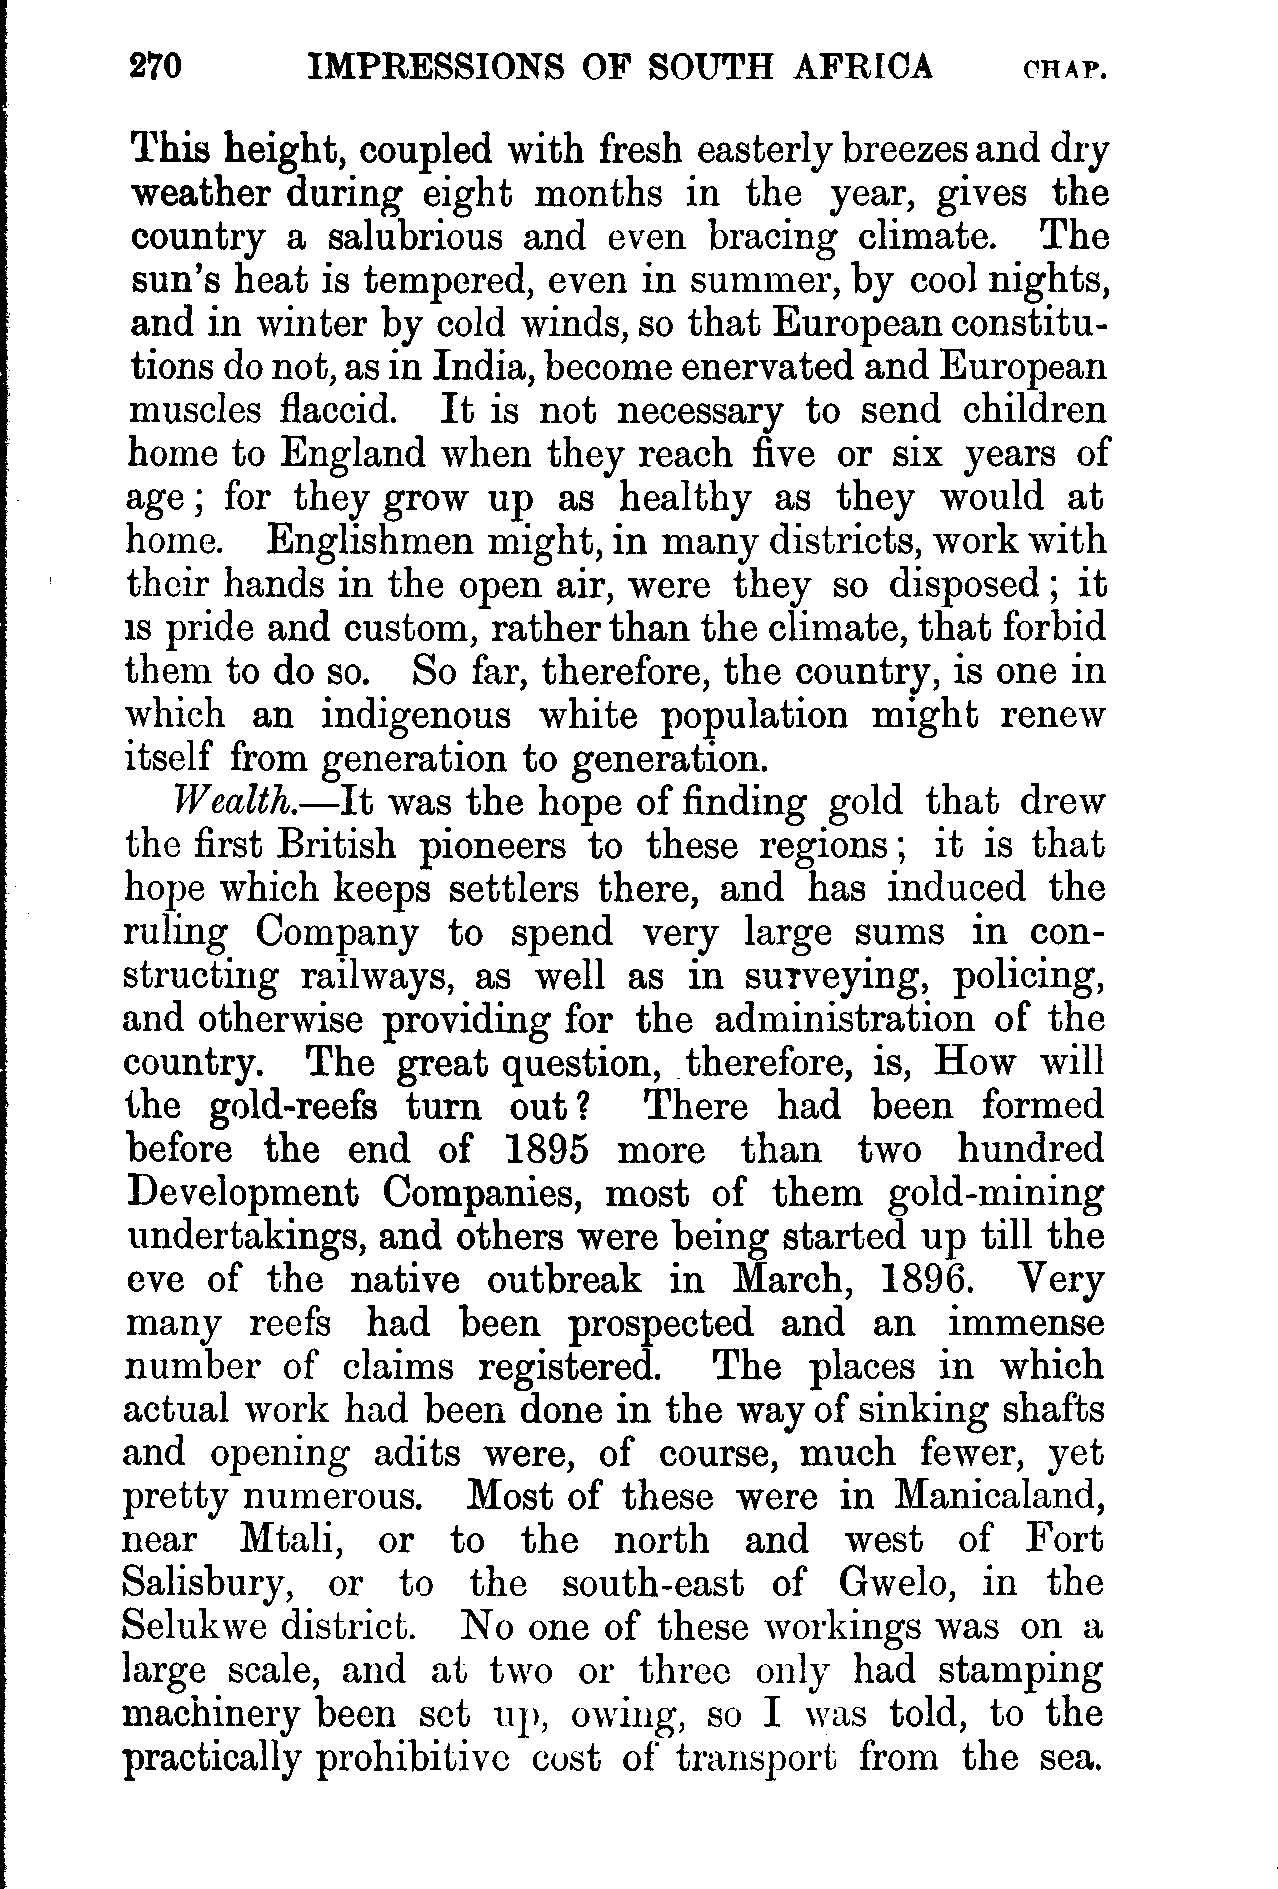 270 IMPRESSIONS OF SOUTH AFRICA CHAP.
This height, coupled with fresh easterly breezes and dry
weather during eight months in the year, gives the
country a salubrious and even bracing climate. The
sun's heat is tempered, even in summer, by cool nights,
and in winter by cold winds, so that European constitu-
tions do not, as in India, become enervated and European
muscles flaccid. It is not necessary to send children
home to England when they reach five or six years of
age; for they grow up as healthy as they would at
home. Englishmen might, in many districts, work with
their hands in the open air, were they so disposed; it
is pride and custom, rather than the climate, that forbid
them to do so. So far, therefore, the country, is one in
which an indigenous white population might renew
itself from generation to generation.
Wealth.—It was the hope of finding gold that drew
the first British pioneers to these regions; it is that
hope which keeps settlers there, and has induced the
ruling Company to spend very large sums in con-
structing railways, as well as in surveying, policing,
and otherwise providing for the administration of the
country. The great question, therefore, is, How will
the gold-reefs turn out? There had been formed
before the end of 1895 more than two hundred
Development Companies, most of them gold-mining
undertakings, and others were being started up till the
eve of the native outbreak in March, 1896. Very
many reefs had been prospected and an immense
number of claims registered. The places in which
actual work had been done in the way of sinking shafts
and opening adits were, of course, much fewer, yet
pretty numerous. Most of these were in Manicaland,
near Mtali, or to the north and west of Fort
Salisbury, or to the south-east of Gwelo, in the
Selukwe district. No one of these workings was on a
large scale, and at two or three only had stamping
machinery been set up, owing, so I was told, to the
practically prohibitive cost of transport from the sea.